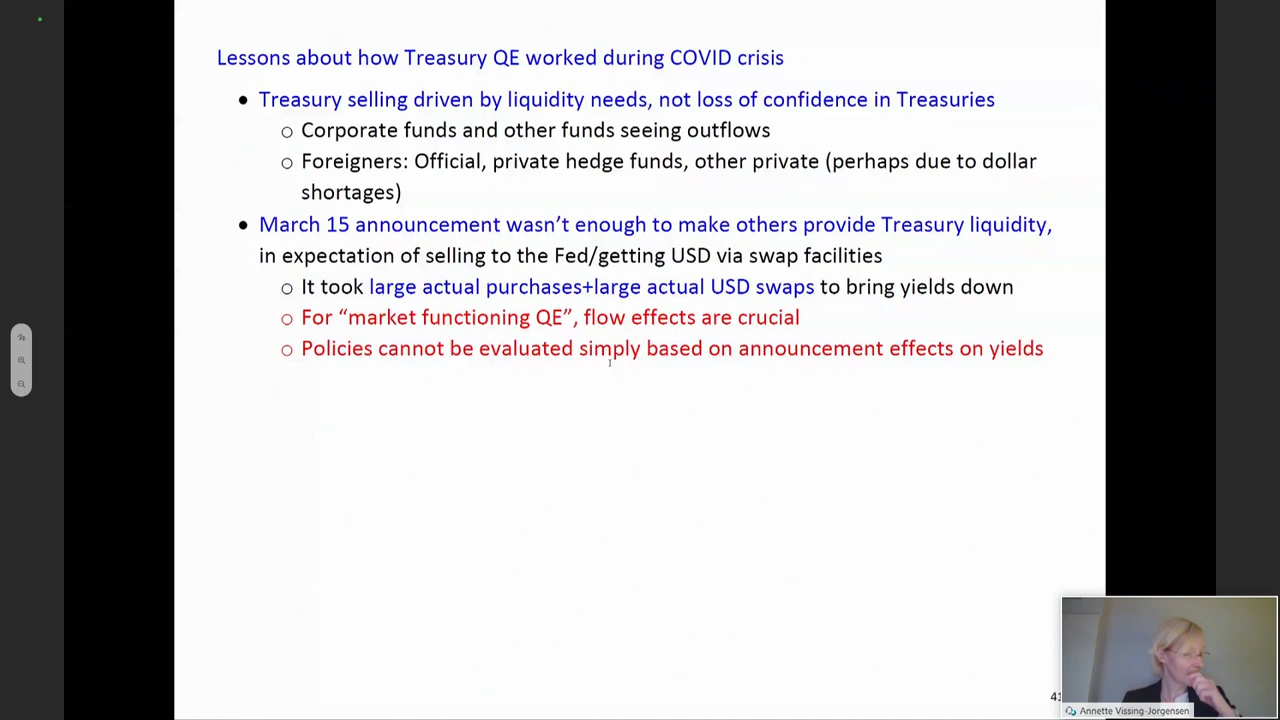 Lessons about how Treasury QE worked during COVID crisis
● Treasury selling driven by liquidity needs, not loss of confidence in Treasuries
○ Corporate funds and other funds seeing outflows
○ Foreigners: Official, private hedge funds, other private (perhaps due to dollar
shortages)
● March 15 announcement wasn’t enough to make others provide Treasury liquidity,
in expectation of selling to the Fed/getting USD via swap facilities
○ It took large actual purchases+large actual USD swaps to bring yields down
○ For “market functioning QE”, flow effects are crucial
○ Policies cannot be evaluated simply based on announcement effects on yields
41
Annette Vissing-Jorgensen